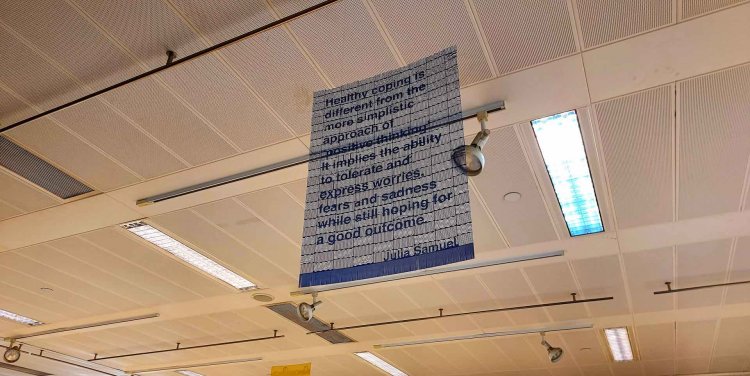 Healthy coping is
different from the
more simplistic
approach of
'positive thinking'.
It implies the ability
to tolerate and
express worries,
fears and sadness
while still hoping for
a good outcome.
Julia Samuel